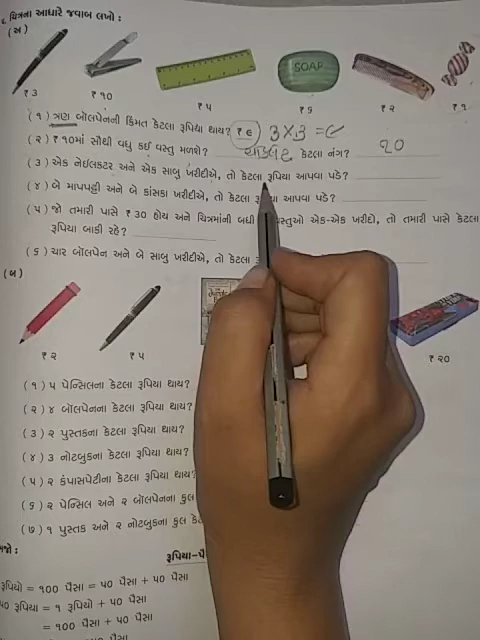 ચિત્રના આધારે જવાબ લખો :
(અ)
SOAP
₹ ૩ ₹ ૧૦ ₹ ૫ ₹ ૬ ₹ ૨ ₹ ૧
(૧) ત્રણ બૉલપેનની કિંમત કેટલા રૂપિયા થાય? ₹ ૯ ૩X૩ =૯
(૨) ₹ ૧૦માં સૌથી વધુ કઈ વસ્તુ મળશે? ચાકલેટ કેટલા નંગ? ૧૦
(૩) એક નેઈલકટર અને એક સાબુ ખરીદીએ, તો કેટલા રૂપિયા આપવા પડે?
(૪) બે માપપટ્ટી અને બે કાંસકા ખરીદીએ, તો કેટલા આપવા પડે?
(૫) જો તમારી પાસે ₹ ૩૦ હોય અને ચિત્રમાંની બધી એક-એક ખરીદો, તો તમારી પાસે કેટલા
રૂપિયા બાકી રહે?
(૬) ચાર બૉલપેન અને બે સાબુ ખરીદીએ, તો કેટલા
(બ)
₹ ૨ ₹ ૫ ₹ ૨૦
(૧) ૫ પેન્સિલના કેટલા રૂપિયા થાય?
(૨) ૪ બૉલપેનના કેટલા રૂપિયા થાય?
(૩) ૨ પુસ્તકના કેટલા રૂપિયા થાય?
(૪) ૩ નોટબુકના કેટલા રૂપિયા થાય?
(૫) ૨ કંપાસપેટીના કેટલા રૂપિયા થાય
(૬) ૨ પેન્સિલ અને ૨ બૉલપેનના કુલ
(૭) ૧ પુસ્તક અને ૨ નોટબુકના કુલ
રૂપિયા-પૈ
રૂપિયો = ૧૦૦ પૈસા = ૫૦ પૈસા + ૫૦ પૈસા
૫૦ રૂપિયા = ૧ રૂપિયો + ૫૦ પૈસા
= ૧૦૦ પૈસા + ૫૦ પૈસા